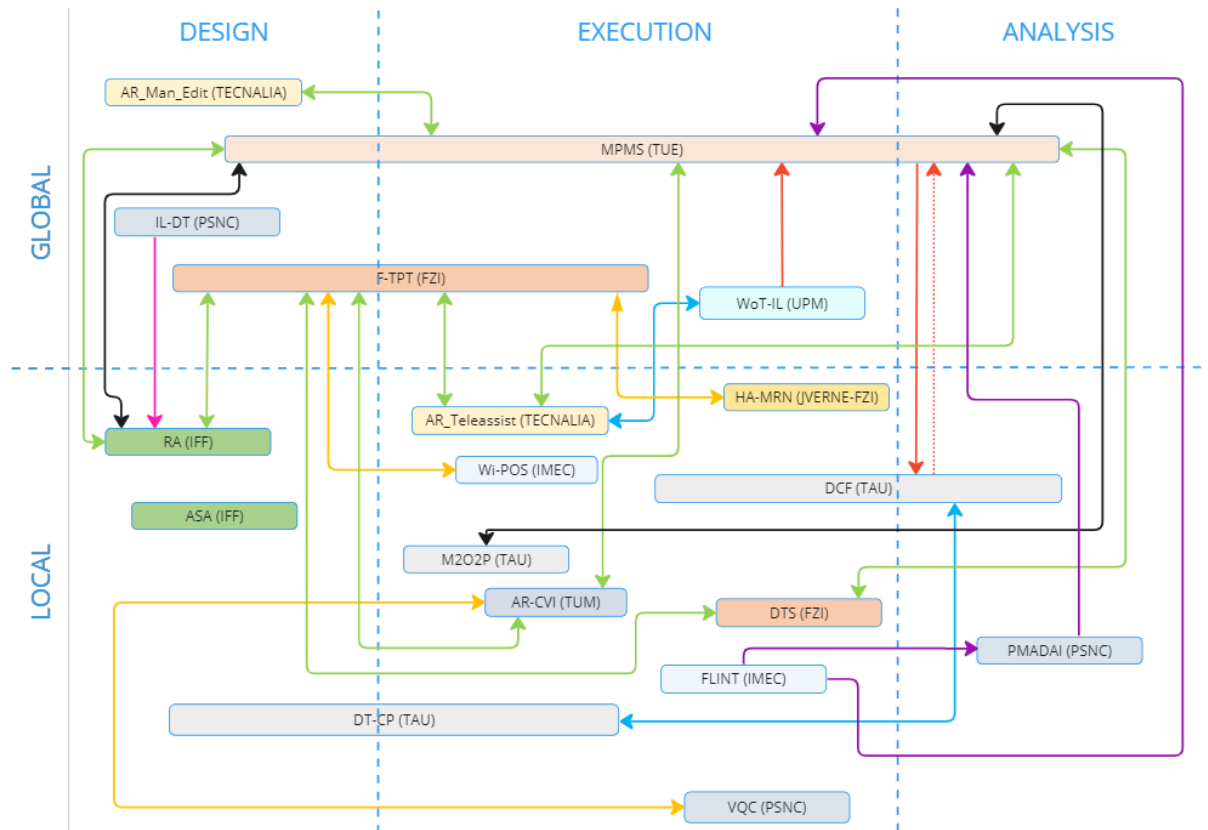 DESIGN
EXECUTION
ANALYSIS
GLOBAL
LOCAL
AR_Man_Edit (TECNALIA)
MPMS (TUE)
IL-DT (PSNC)
F-TPT (FZI)
WoT-IL (UPM)
HA-MRN (JVERNE-FZI)
AR_Teleassist (TECNALIA)
RA (IFF)
Wi-POS (IMEC)
DCF (TAU)
ASA (IFF)
M2O2P (TAU)
AR-CVI (TUM)
DTS (FZI)
PMADAI (PSNC)
FLINT (IMEC)
DT-CP (TAU)
VQC (PSNC)